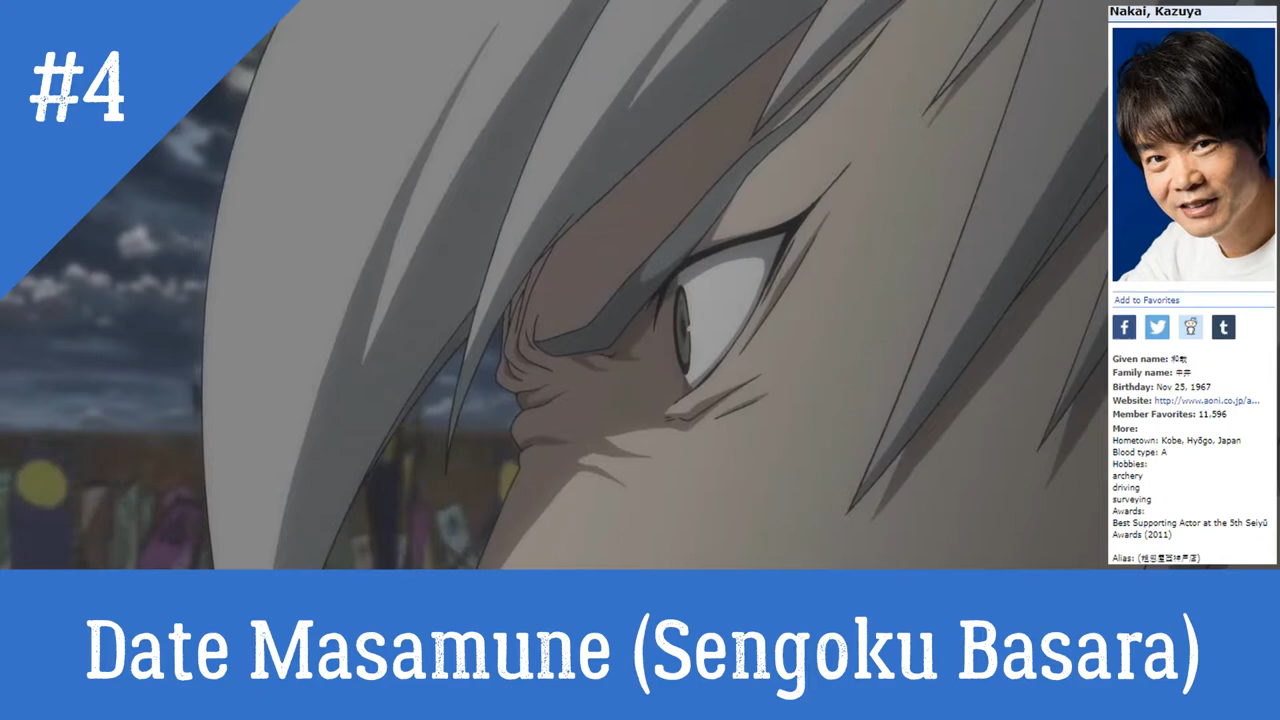 #4
Nakai, Kazuya
Add to Favorites
Given name: 和哉
Family name: 中井
Birthday: Nov 25, 1967
Website: http://www.aoni.co.jp/a...
Member Favorites: 11,596
More:
Hometown: Kobe, Hyōgo, Japan
Blood type: A
Hobbies:
archery
driving
surveying
Awards:
Best Supporting Actor at the 5th Seiyū
Awards (2011)
Alias:
Date Masamune (Sengoku Basara)